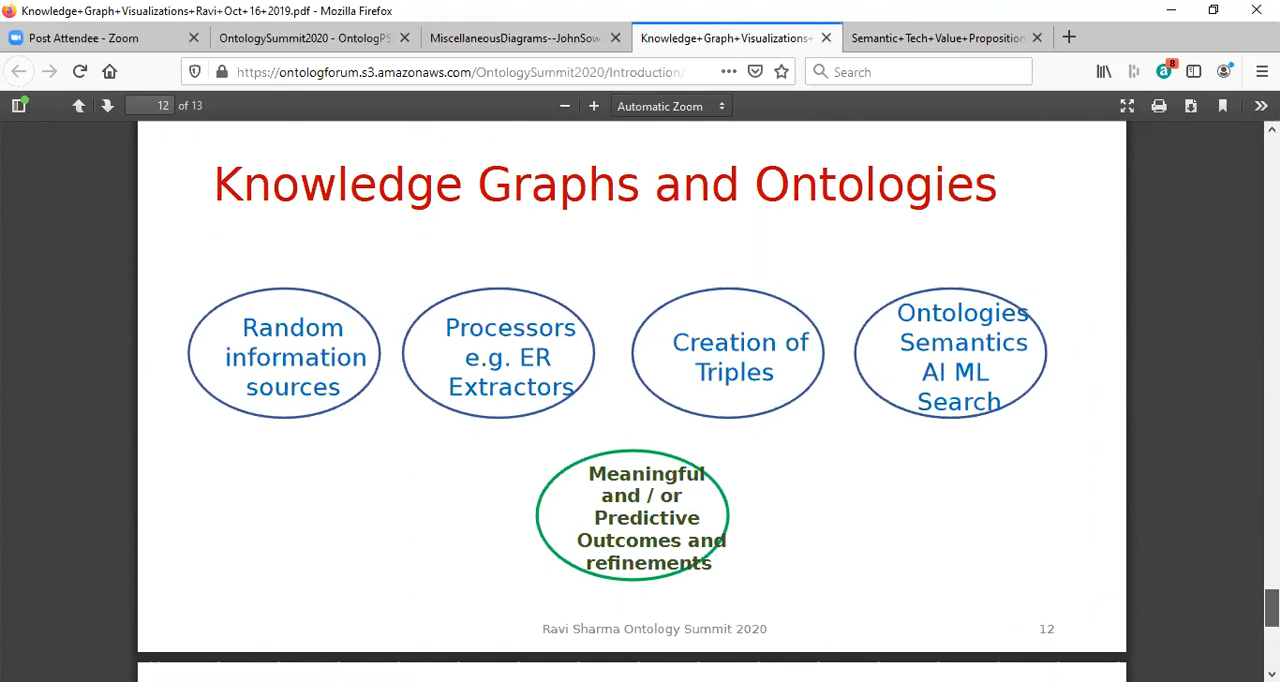 Knowledge+Graph+Visualizations+Ravi+Oct+16+2019.pdf - Mozilla Firefox
Post Attendee - Zoom
OntologySummit2020 - OntologPS
MiscellaneousDiagrams--JohnSow
Knowledge+Graph+Visualizations+
Semantic+Tech+Value+Proposition
https://ontologforum.s3.amazonaws.com/OntologySummit2020/Introduction/
Search
8
12 of 13
Automatic Zoom
Knowledge Graphs and Ontologies
Random
information
sources
Processors
e.g. ER
Extractors
Creation of
Triples
Ontologies
Semantics
AI ML
Search
Meaningful
and / or
Predictive
Outcomes and
refinements
Ravi Sharma Ontology Summit 2020
12